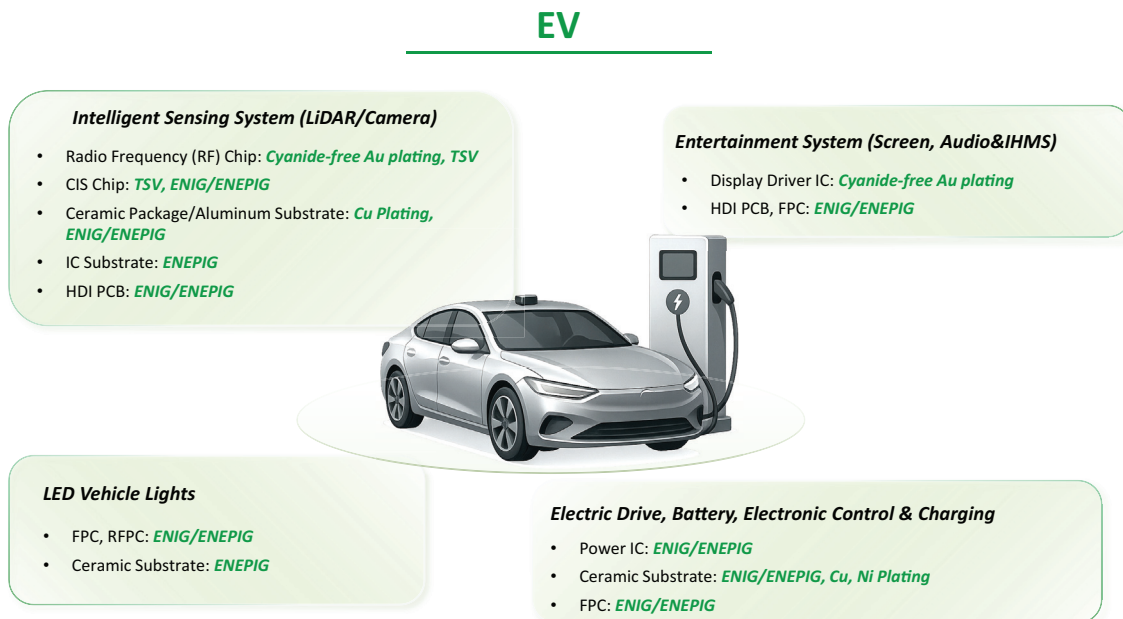 EV
Intelligent Sensing System (LiDAR/Camera)
• Radio Frequency (RF) Chip: Cyanide-free Au plating, TSV
• CIS Chip: TSV, ENIG/ENEPIG
• Ceramic Package/Aluminum Substrate: Cu Plating,
ENIG/ENEPIG
• IC Substrate: ENEPIG
• HDI PCB: ENIG/ENEPIG
Entertainment System (Screen, Audio&IHMS)
• Display Driver IC: Cyanide-free Au plating
• HDI PCB, FPC: ENIG/ENEPIG
LED Vehicle Lights
• FPC, RFPC: ENIG/ENEPIG
• Ceramic Substrate: ENEPIG
Electric Drive, Battery, Electronic Control & Charging
• Power IC: ENIG/ENEPIG
• Ceramic Substrate: ENIG/ENEPIG, Cu, Ni Plating
• FPC: ENIG/ENEPIG